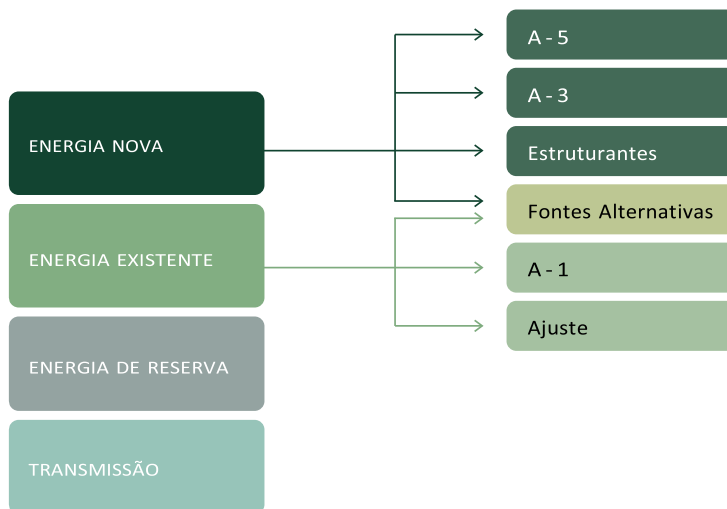 ENERGIA NOVA
ENERGIA EXISTENTE
ENERGIA DE RESERVA
TRANSMISSÃO
A - 5
A - 3
Estruturantes
Fontes Alternativas
A - 1
Ajuste